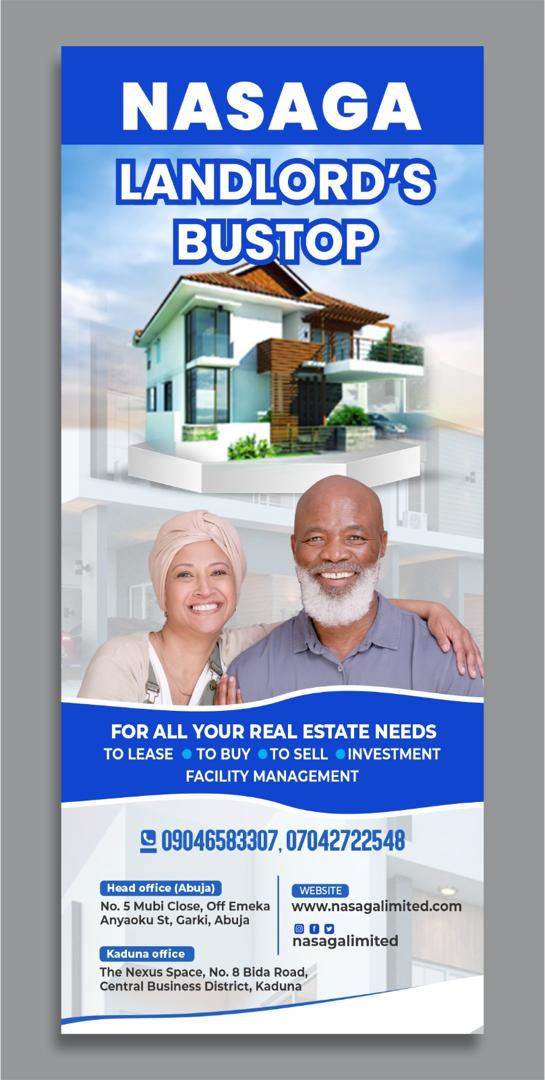 NASAGA
LANDLORD'S
BUSTOP
FOR ALL YOUR REAL ESTATE NEEDS
TO LEASE ● TO BUY ● TO SELL ● INVESTMENT
FACILITY MANAGEMENT
09046583307, 07042722548
Head office (Abuja)
No. 5 Mubi Close, Off Emeka
Anyaoku St, Garki, Abuja
Kaduna office
The Nexus Space, No. 8 Bida Road,
Central Business District, Kaduna
WEBSITE
www.nasagalimited.com
nasagalimited